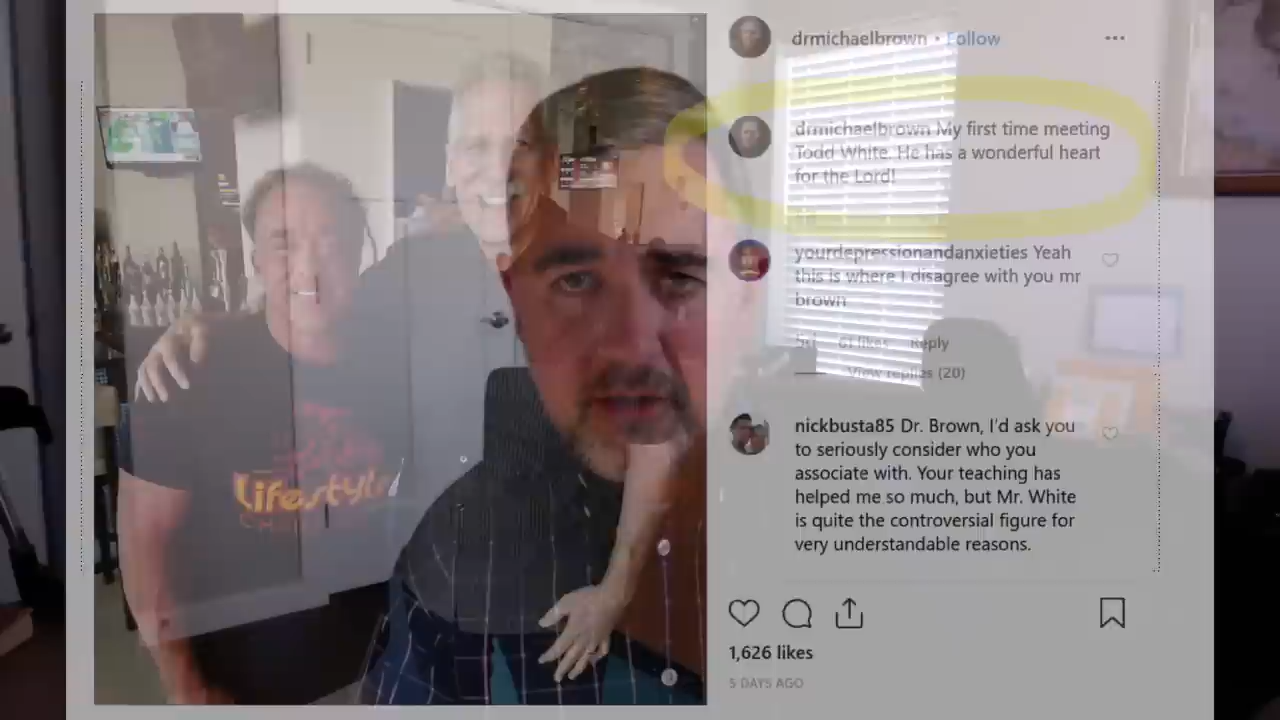 drmichaelbrown • Follow
drmichaelbrown My first time meeting
Todd White. He has a wonderful heart
for the Lord!
yourdepressionandanxieties Yeah
this is where I disagree with you mr
brown
5d 61 likes Reply
View replies (20)
nickbusta85 Dr. Brown, I'd ask you
to seriously consider who you
associate with. Your teaching has
helped me so much, but Mr. White
is quite the controversial figure for
very understandable reasons.
1,626 likes
5 DAYS AGO
Lifestyle